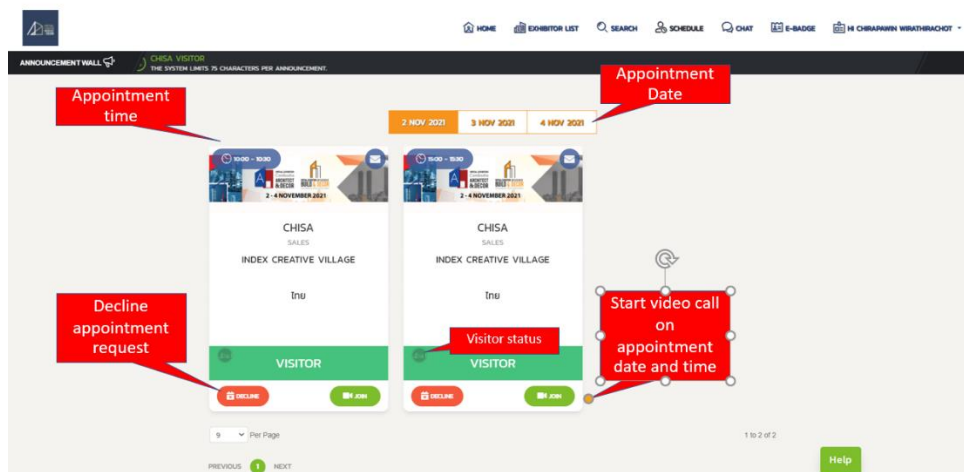 HOME
EXHIBITOR LIST
SEARCH
SCHEDULE
CHAT
E-BADGE
HI CHIRAPAWIN WIRATHIRACHOT
ANNOUNCEMENT WALL
CHISA VISITOR
THE SYSTEM LIMITS 75 CHARACTERS PER ANNOUNCEMENT.
Appointment
time
Appointment
Date
2 NOV 2021
3 NOV 2021
4 NOV 2021
10:00 - 10:30
15:00 - 15:30
ARCHITECT
& DECOR
2 - 4 NOVEMBER 2021
ARCHITECT
& DECOR
2 - 4 NOVEMBER 2021
CHISA
SALES
INDEX CREATIVE VILLAGE
ไทย
CHISA
SALES
INDEX CREATIVE VILLAGE
ไทย
Decline
appointment
request
Visitor status
Start video call
on
appointment
date and time
VISITOR
VISITOR
DECLINE
JOIN
DECLINE
JOIN
9
Per Page
1 to 2 of 2
PREVIOUS
1
NEXT
Help